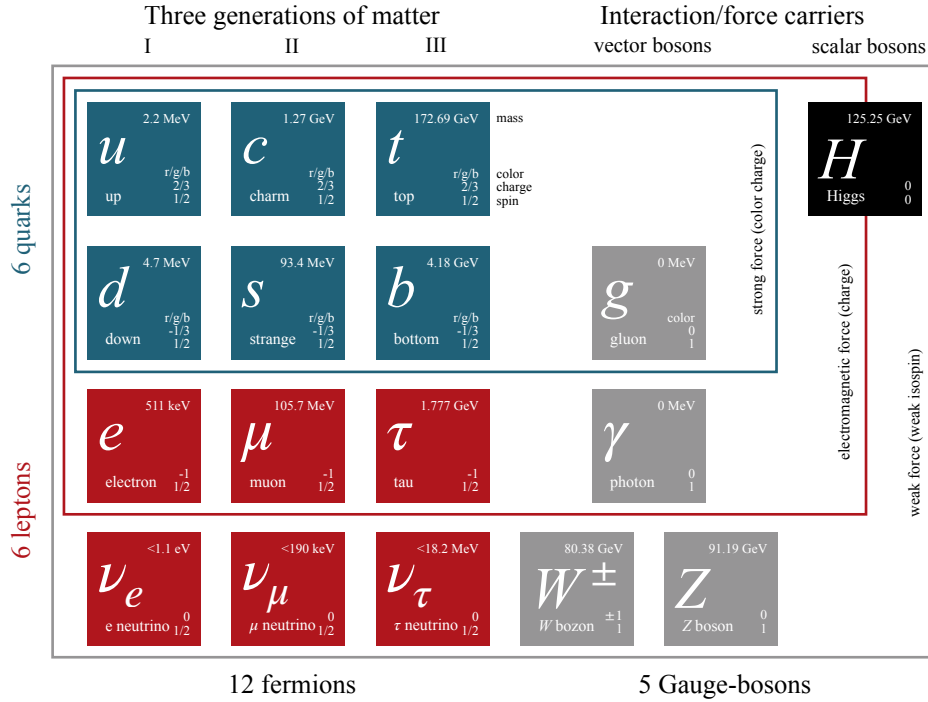 Three generations of matter
Interaction/force carriers
I
II
III
vector bosons
scalar bosons
6 quarks
2.2 MeV
u
r/g/b
2/3
up
1/2
1.27 GeV
c
r/g/b
2/3
charm
1/2
172.69 GeV
t
r/g/b
2/3
top
1/2
mass
color
charge
spin
125.25 GeV
H
0
Higgs
0
4.7 MeV
d
r/g/b
-1/3
down
1/2
93.4 MeV
s
r/g/b
-1/3
strange
1/2
4.18 GeV
b
r/g/b
-1/3
bottom
1/2
0 MeV
g
color
0
gluon
1
strong force (color charge)
electromagnetic force (charge)
weak force (weak isospin)
6 leptons
511 keV
e
-1
electron
1/2
105.7 MeV
μ
-1
muon
1/2
1.777 GeV
τ
-1
tau
1/2
0 MeV
γ
0
photon
1
<1.1 eV
νe
0
e neutrino
1/2
<190 keV
νμ
0
μ neutrino
1/2
<18.2 MeV
ντ
0
τ neutrino
1/2
80.38 GeV
W±
±1
W bozon
1
91.19 GeV
Z
0
Z boson
1
12 fermions
5 Gauge-bosons